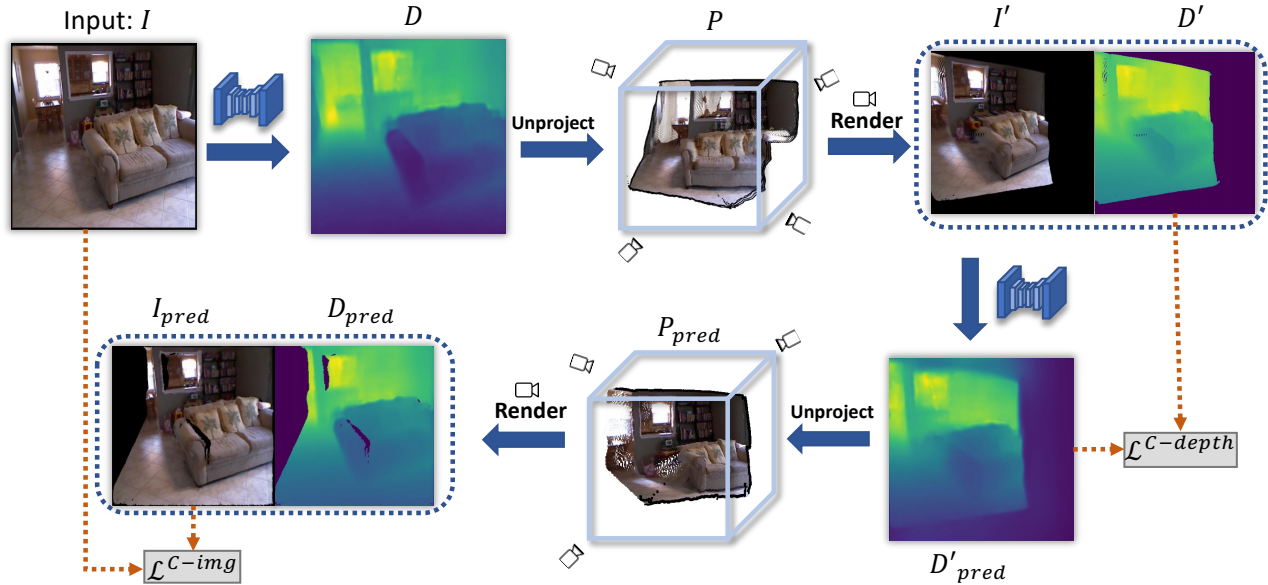 Input: I
D
P
I′
D′
Unproject
Render
I_pred
D_pred
P_pred
Render
Unproject
ℒ^{C−depth}
ℒ^{C−img}
D′_pred